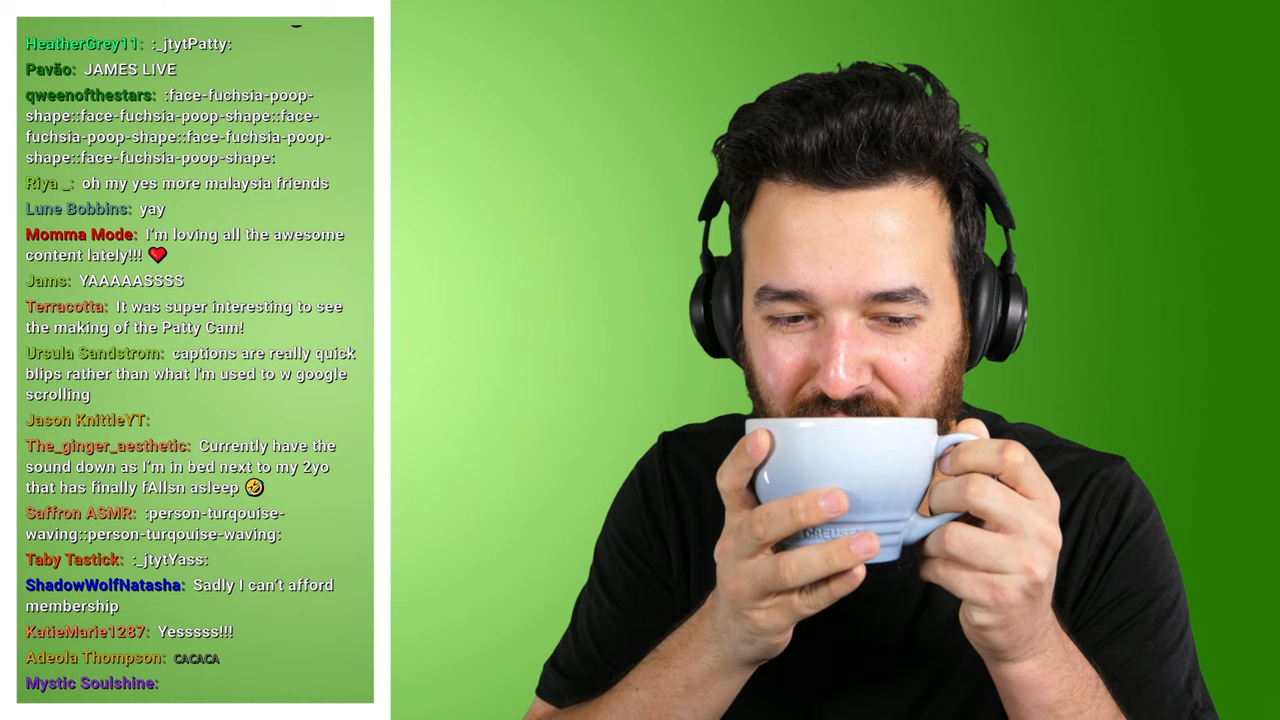 HeatherGrey11: :_jtytPatty:
Pavão: JAMES LIVE
qweenofthestars: :face-fuchsia-poop-
shape::face-fuchsia-poop-shape::face-
fuchsia-poop-shape::face-fuchsia-poop-
shape::face-fuchsia-poop-shape:
Riya _: oh my yes more malaysia friends
Lune Bobbins: yay
Momma Mode: I'm loving all the awesome
content lately!!! ❤️
Jams: YAAAAASSSS
Terracotta: It was super interesting to see
the making of the Patty Cam!
Ursula Sandstrom: captions are really quick
blips rather than what I'm used to w google
scrolling
Jason KnittleYT:
The_ginger_aesthetic: Currently have the
sound down as I'm in bed next to my 2yo
that has finally fAllsn asleep 🤣
Saffron ASMR: :person-turqouise-
waving::person-turqouise-waving:
Taby Tastick: :_jtytYass:
ShadowWolfNatasha: Sadly I can't afford
membership
KatieMarie1287: Yesssss!!!
Adeola Thompson: CACACA
Mystic Soulshine:
CREUSET